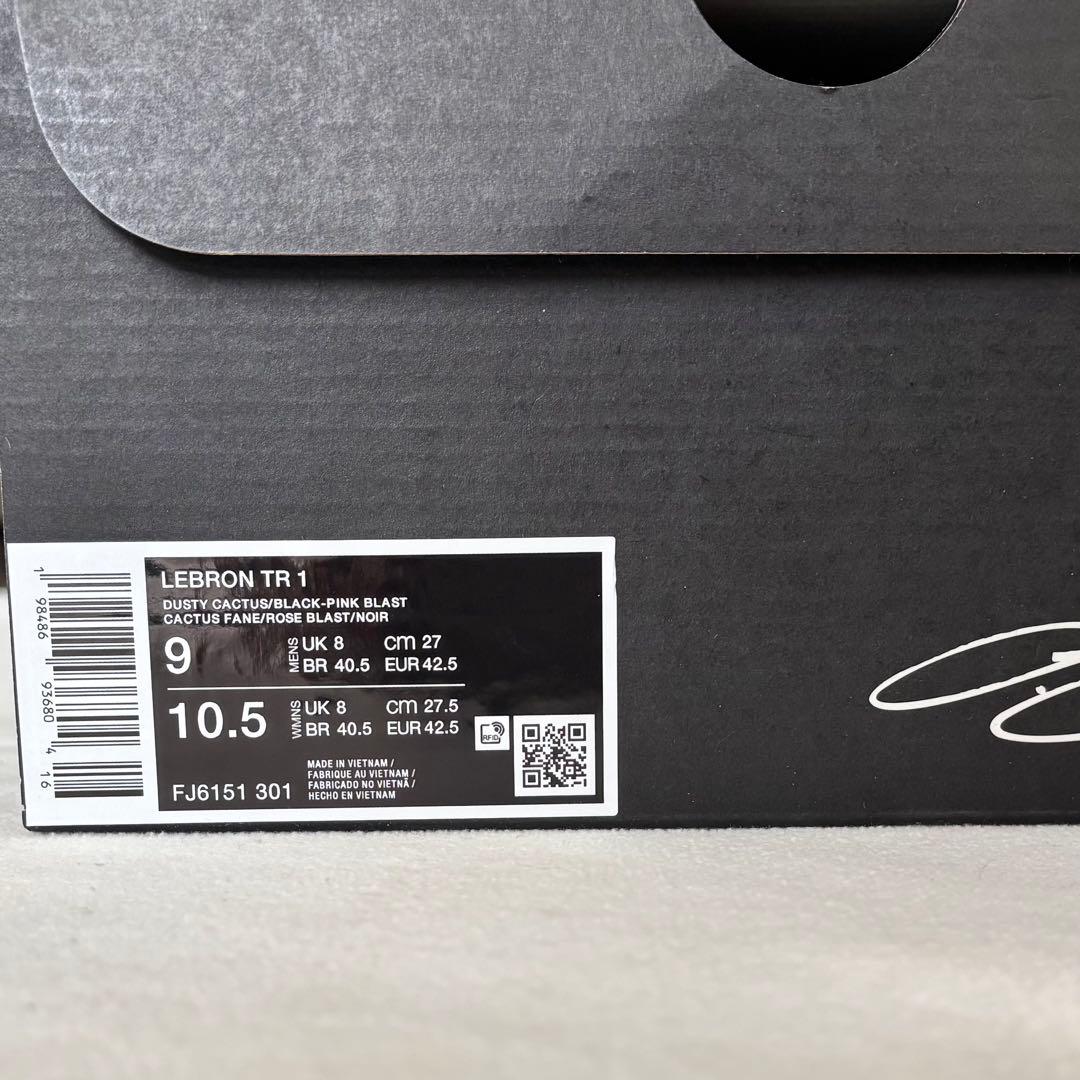 LEBRON TR 1
DUSTY CACTUS/BLACK-PINK BLAST
CACTUS FANE/ROSE BLAST/NOIR
9 MENS UK 8 cm 27
BR 40.5 EUR 42.5
10.5 WMNS UK 8 cm 27.5
BR 40.5 EUR 42.5
RFID
FJ6151 301
MADE IN VIETNAM /
FABRIQUE AU VIETNAM /
FABRICADO NO VIETNÃ /
HECHO EN VIETNAM
1 98486 93680 4 16